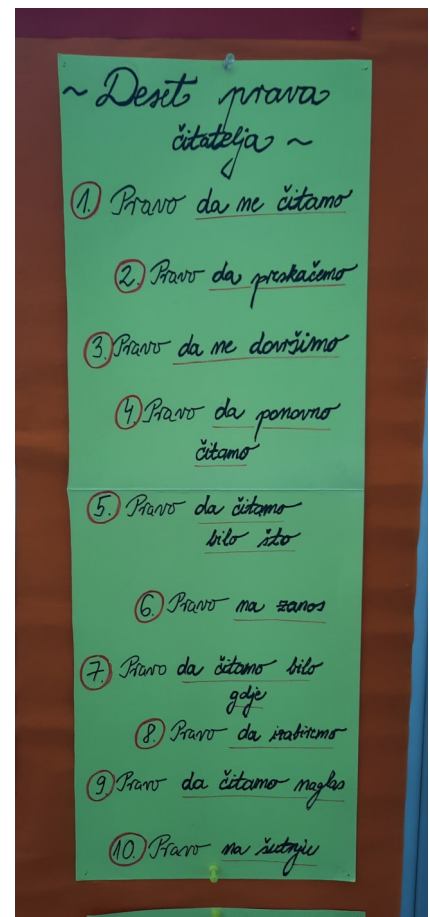 ~ Deset prava
čitatelja ~
1. Pravo da ne čitamo
2. Pravo da preskačemo
3. Pravo da ne dovršimo
4. Pravo da ponovno
čitamo
5. Pravo da čitamo
bilo što
6. Pravo na zanos
7. Pravo da čitamo bilo
gdje
8. Pravo da izabiremo
9. Pravo da čitamo naglas
10. Pravo na šutnju